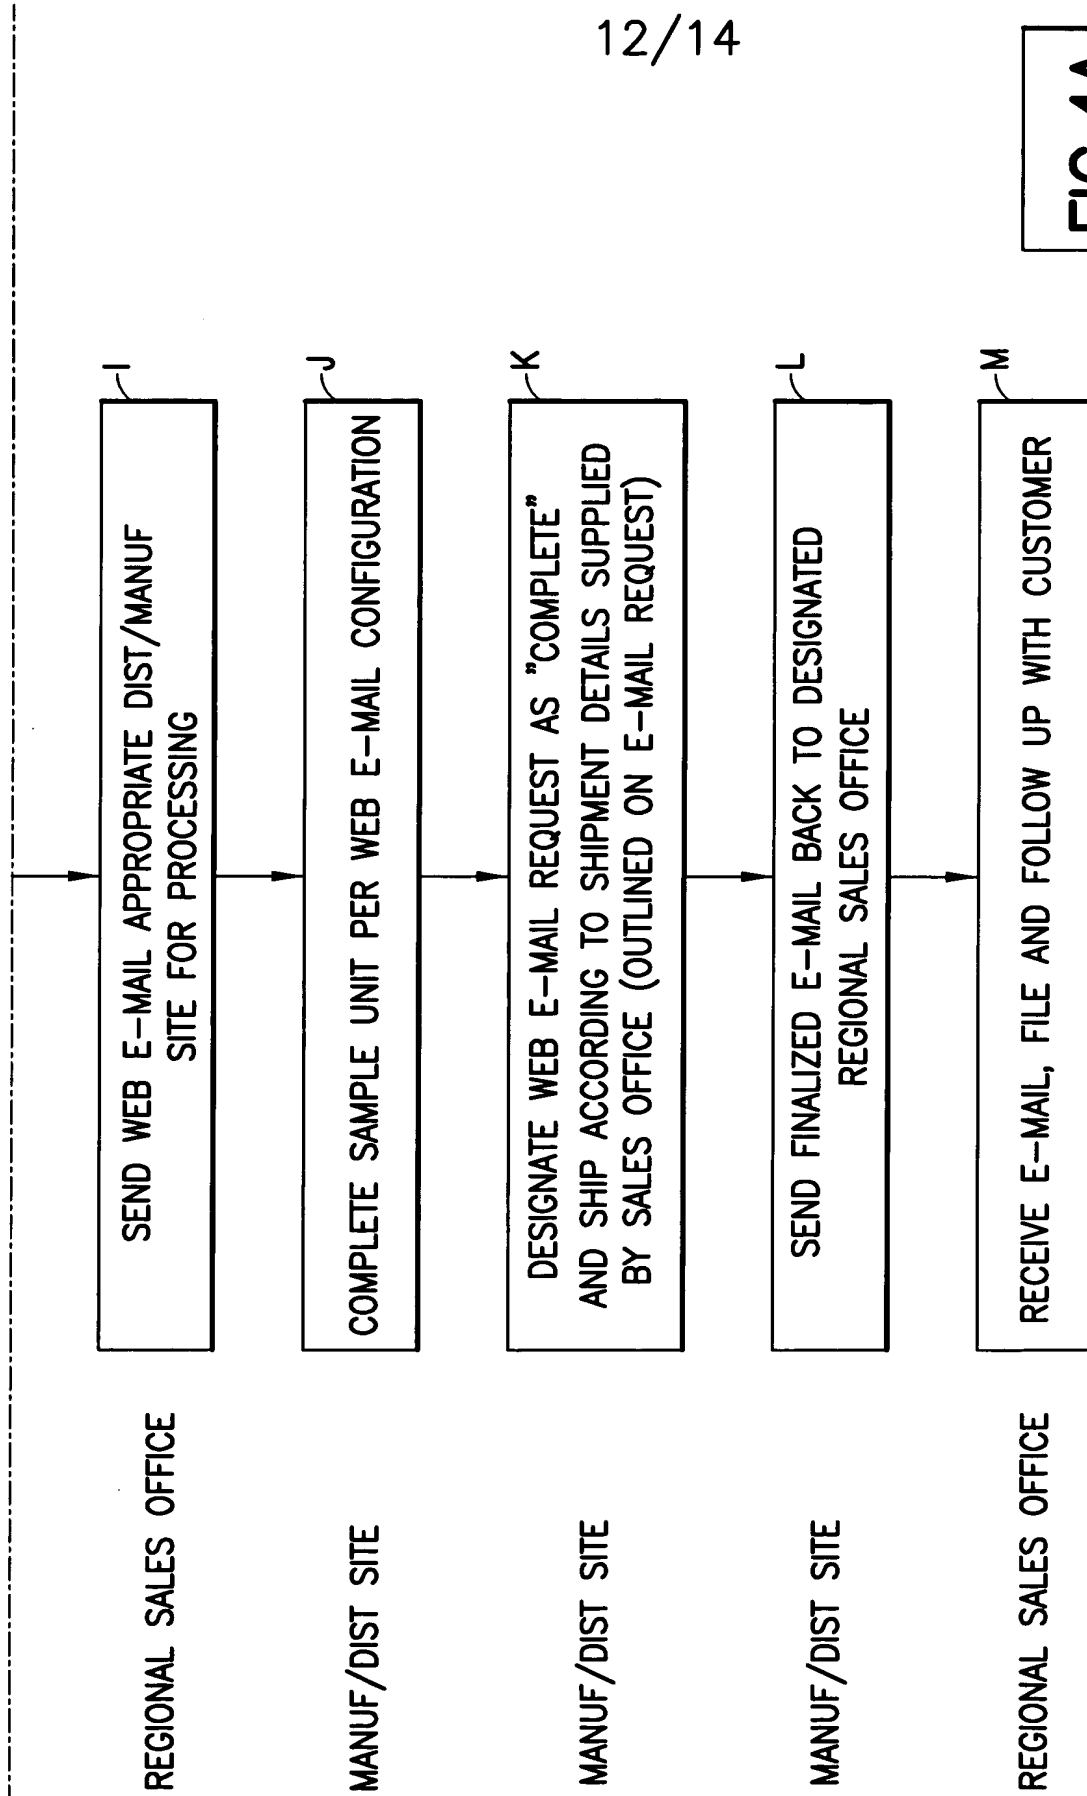 12/14
REGIONAL SALES OFFICE
SEND WEB E-MAIL APPROPRIATE DIST/MANUF
SITE FOR PROCESSING
I
MANUF/DIST SITE
COMPLETE SAMPLE UNIT PER WEB E-MAIL CONFIGURATION
J
MANUF/DIST SITE
DESIGNATE WEB E-MAIL REQUEST AS "COMPLETE"
AND SHIP ACCORDING TO SHIPMENT DETAILS SUPPLIED
BY SALES OFFICE (OUTLINED ON E-MAIL REQUEST)
K
MANUF/DIST SITE
SEND FINALIZED E-MAIL BACK TO DESIGNATED
REGIONAL SALES OFFICE
L
REGIONAL SALES OFFICE
RECEIVE E-MAIL, FILE AND FOLLOW UP WITH CUSTOMER
M